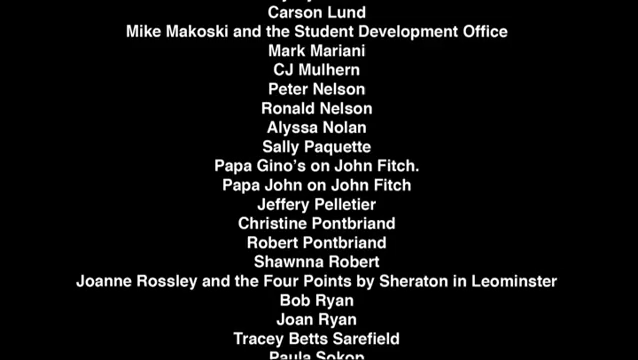 Carson Lund
Mike Makoski and the Student Development Office
Mark Mariani
CJ Mulhern
Peter Nelson
Ronald Nelson
Alyssa Nolan
Sally Paquette
Papa Gino's on John Fitch.
Papa John on John Fitch
Jeffery Pelletier
Christine Pontbriand
Robert Pontbriand
Shawnna Robert
Joanne Rossley and the Four Points by Sheraton in Leominster
Bob Ryan
Joan Ryan
Tracey Betts Sarefield
Paula Sokop